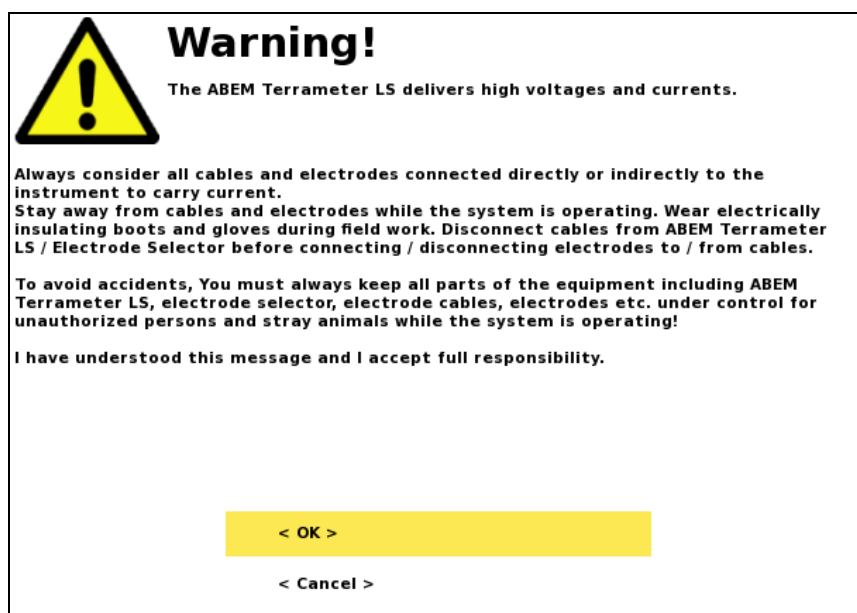 Warning!
The ABEM Terrameter LS delivers high voltages and currents.
Always consider all cables and electrodes connected directly or indirectly to the
instrument to carry current.
Stay away from cables and electrodes while the system is operating. Wear electrically
insulating boots and gloves during field work. Disconnect cables from ABEM Terrameter
LS / Electrode Selector before connecting / disconnecting electrodes to / from cables.
To avoid accidents, You must always keep all parts of the equipment including ABEM
Terrameter LS, electrode selector, electrode cables, electrodes etc. under control for
unauthorized persons and stray animals while the system is operating!
I have understood this message and I accept full responsibility.
< OK >
< Cancel >